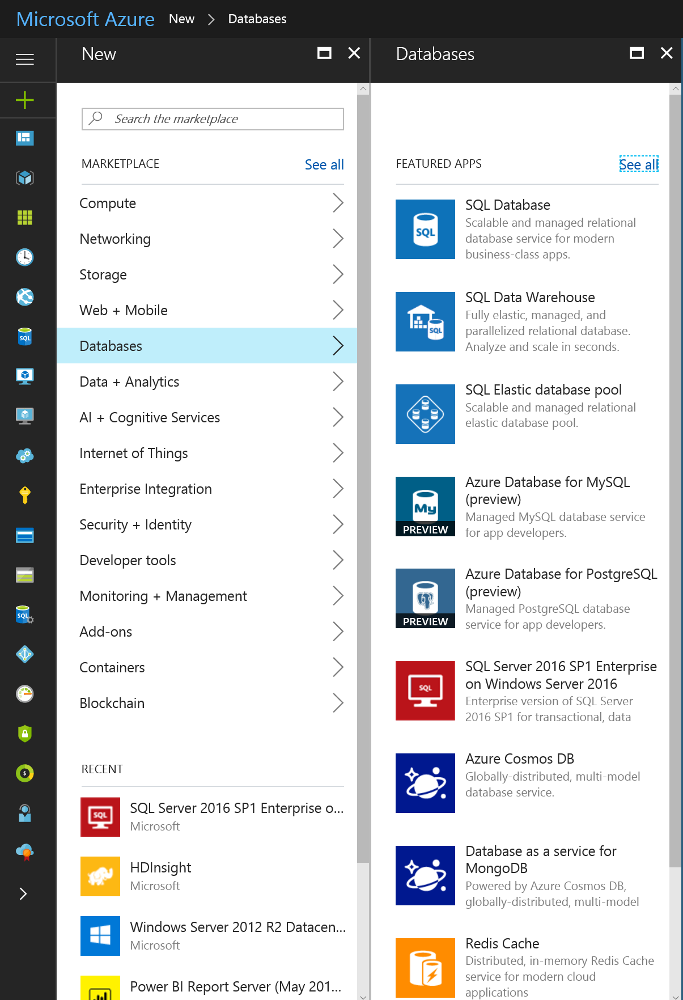 Microsoft Azure New Databases
New
Search the marketplace
MARKETPLACE See all
Compute
Networking
Storage
Web + Mobile
Databases
Data + Analytics
AI + Cognitive Services
Internet of Things
Enterprise Integration
Security + Identity
Developer tools
Monitoring + Management
Add-ons
Containers
Blockchain
RECENT
SQL
SQL Server 2016 SP1 Enterprise o...
Microsoft
HDInsight
Microsoft
Windows Server 2012 R2 Datacen...
Microsoft
Power BI Report Server (May 201...
SQL
SQL
Databases
FEATURED APPS See all
SQL
SQL Database
Scalable and managed relational
database service for modern
business-class apps.
SQL
SQL Data Warehouse
Fully elastic, managed, and
parallelized relational database.
Analyze and scale in seconds.
SQL Elastic database pool
Scalable and managed relational
elastic database pool.
My
PREVIEW
Azure Database for MySQL
(preview)
Managed MySQL database service
for app developers.
PREVIEW
Azure Database for PostgreSQL
(preview)
Managed PostgreSQL database
service for app developers.
SQL
SQL Server 2016 SP1 Enterprise
on Windows Server 2016
Enterprise version of SQL Server
2016 SP1 for transactional, data
Azure Cosmos DB
Globally-distributed, multi-model
database service.
Database as a service for
MongoDB
Powered by Azure Cosmos DB,
globally-distributed, multi-model
Redis Cache
Distributed, in-memory Redis Cache
service for modern cloud
applications